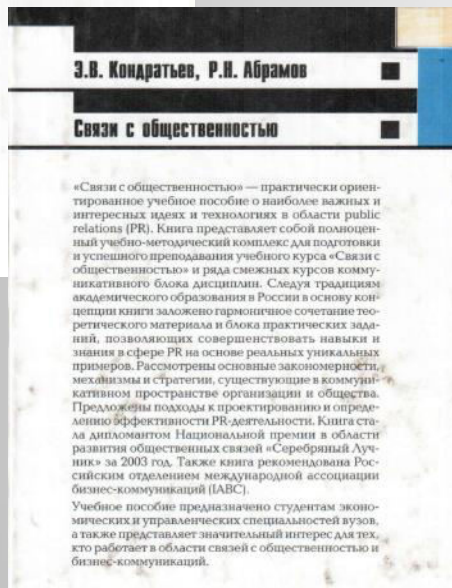 Э.В. Кондратьев, Р.Н. Абрамов
Связи с общественностью
«Связи с общественностью» — практически ориен-
тированное учебное пособие о наиболее важных и
интересных идеях и технологиях в области public
relations (PR). Книга представляет собой полноцен-
ный учебно-методический комплекс для подготовки
и успешного преподавания учебного курса «Связи с
общественностью» и ряда смежных курсов комму-
никативного блока дисциплин. Следуя традициям
академического образования в России в основу кон-
цепции книги заложено гармоничное сочетание тео-
ретического материала и блока практических зада-
ний, позволяющих совершенствовать навыки и
знания в сфере PR на основе реальных уникальных
примеров. Рассмотрены основные закономерности,
механизмы и стратегии, существующие в коммуни-
кативном пространстве организации и общества.
Предложены подходы к проектированию и опреде-
лению эффективности PR-деятельности. Книга ста-
ла дипломантом Национальной премии в области
развития общественных связей «Серебряный Луч-
ник» за 2003 год. Также книга рекомендована Рос-
сийским отделением международной ассоциации
бизнес-коммуникаций (IABC).
Учебное пособие предназначено студентам эконо-
мических и управленческих специальностей вузов,
а также представляет значительный интерес для тех,
кто работает в области связей с общественностью и
бизнес-коммуникаций.